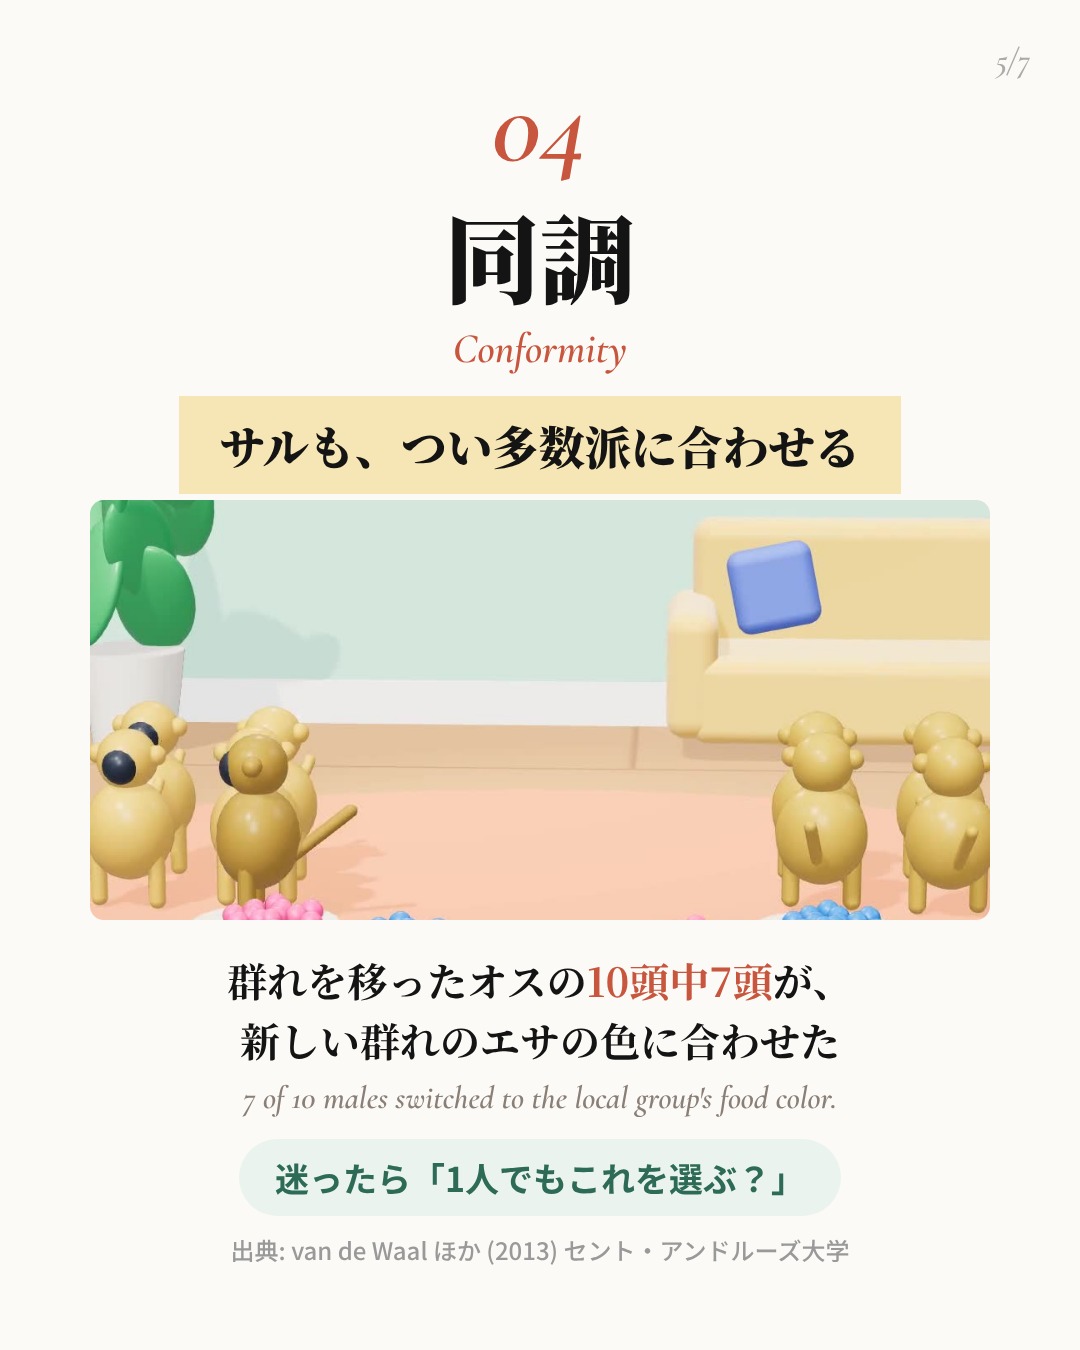 5/7
04
同調
Conformity
サルも、つい多数派に合わせる
群れを移ったオスの10頭中7頭が、
新しい群れのエサの色に合わせた
7 of 10 males switched to the local group's food color.
迷ったら「1人でもこれを選ぶ？」
出典: van de Waal ほか (2013) セント・アンドルーズ大学